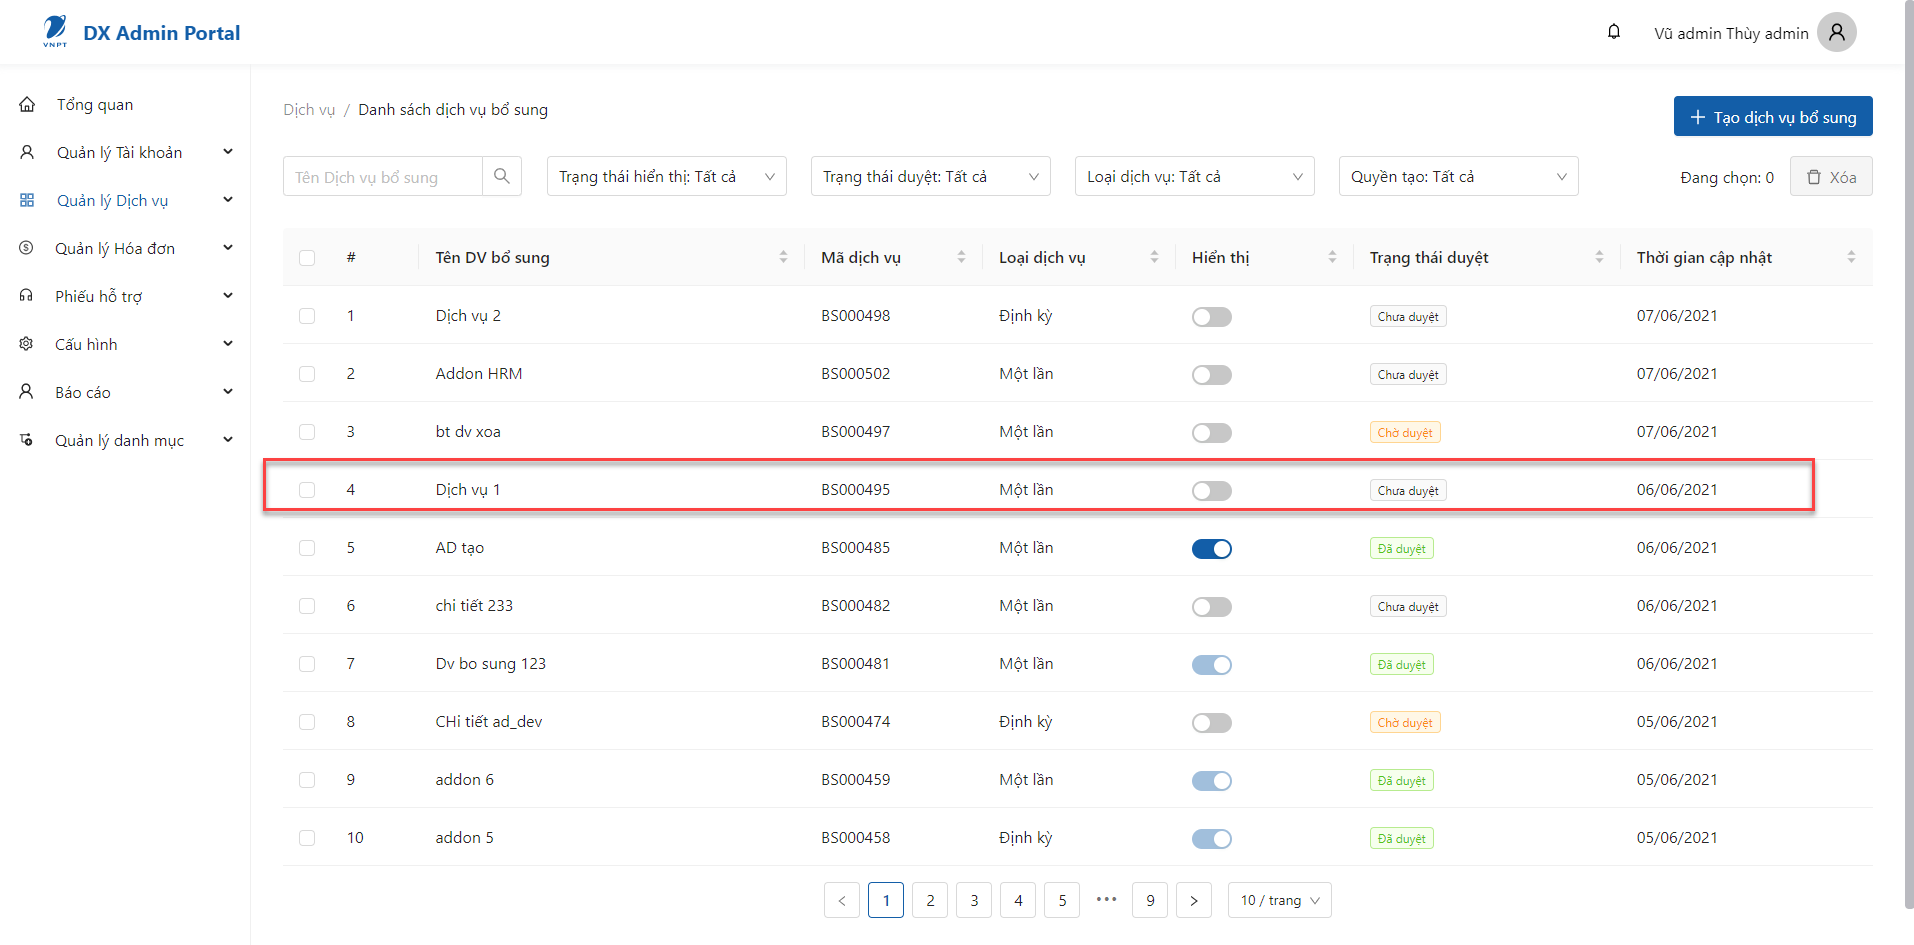 VNPT
DX Admin Portal
Vũ admin Thùy admin
Tổng quan
Quản lý Tài khoản
Quản lý Dịch vụ
Quản lý Hóa đơn
Phiếu hỗ trợ
Cấu hình
Báo cáo
Quản lý danh mục
Dịch vụ / Danh sách dịch vụ bổ sung
+ Tạo dịch vụ bổ sung
Tên Dịch vụ bổ sung
Trạng thái hiển thị: Tất cả
Trạng thái duyệt: Tất cả
Loại dịch vụ: Tất cả
Quyền tạo: Tất cả
Đang chọn: 0
Xóa
# Tên DV bổ sung Mã dịch vụ Loại dịch vụ Hiển thị Trạng thái duyệt Thời gian cập nhật
1 Dịch vụ 2 BS000498 Định kỳ Chưa duyệt 07/06/2021
2 Addon HRM BS000502 Một lần Chưa duyệt 07/06/2021
3 bt dv xoa BS000497 Một lần Chờ duyệt 07/06/2021
4 Dịch vụ 1 BS000495 Một lần Chưa duyệt 06/06/2021
5 AD tạo BS000485 Một lần Đã duyệt 06/06/2021
6 chi tiết 233 BS000482 Một lần Chưa duyệt 06/06/2021
7 Dv bo sung 123 BS000481 Một lần Đã duyệt 06/06/2021
8 CHi tiết ad_dev BS000474 Định kỳ Chờ duyệt 05/06/2021
9 addon 6 BS000459 Một lần Đã duyệt 05/06/2021
10 addon 5 BS000458 Định kỳ Đã duyệt 05/06/2021
< 1 2 3 4 5 ••• 9 > 10 / trang